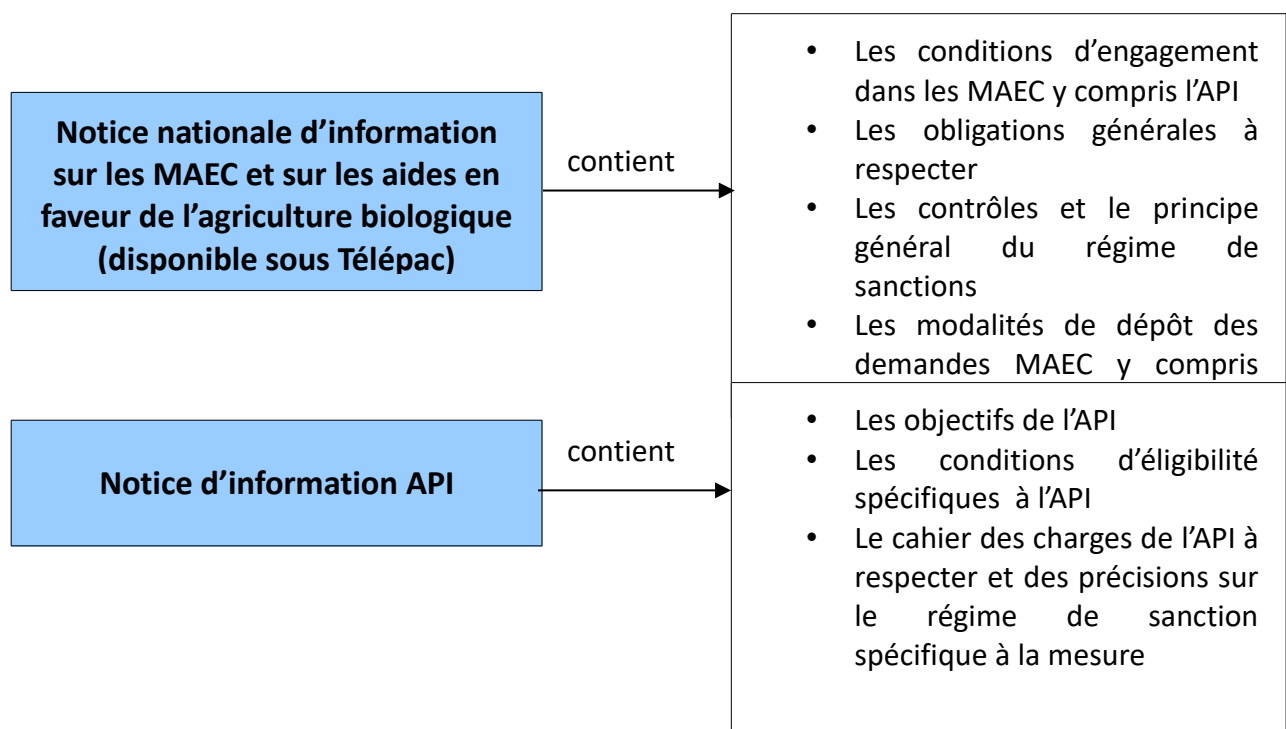 Notice nationale d’information
sur les MAEC et sur les aides en
faveur de l’agriculture biologique
(disponible sous Télépac)
contient
• Les conditions d’engagement
dans les MAEC y compris l’API
• Les obligations générales à
respecter
• Les contrôles et le principe
général du régime de
sanctions
• Les modalités de dépôt des
demandes MAEC y compris
Notice d’information API
contient
• Les objectifs de l’API
• Les conditions d’éligibilité
spécifiques à l’API
• Le cahier des charges de l’API à
respecter et des précisions sur
le régime de sanction
spécifique à la mesure